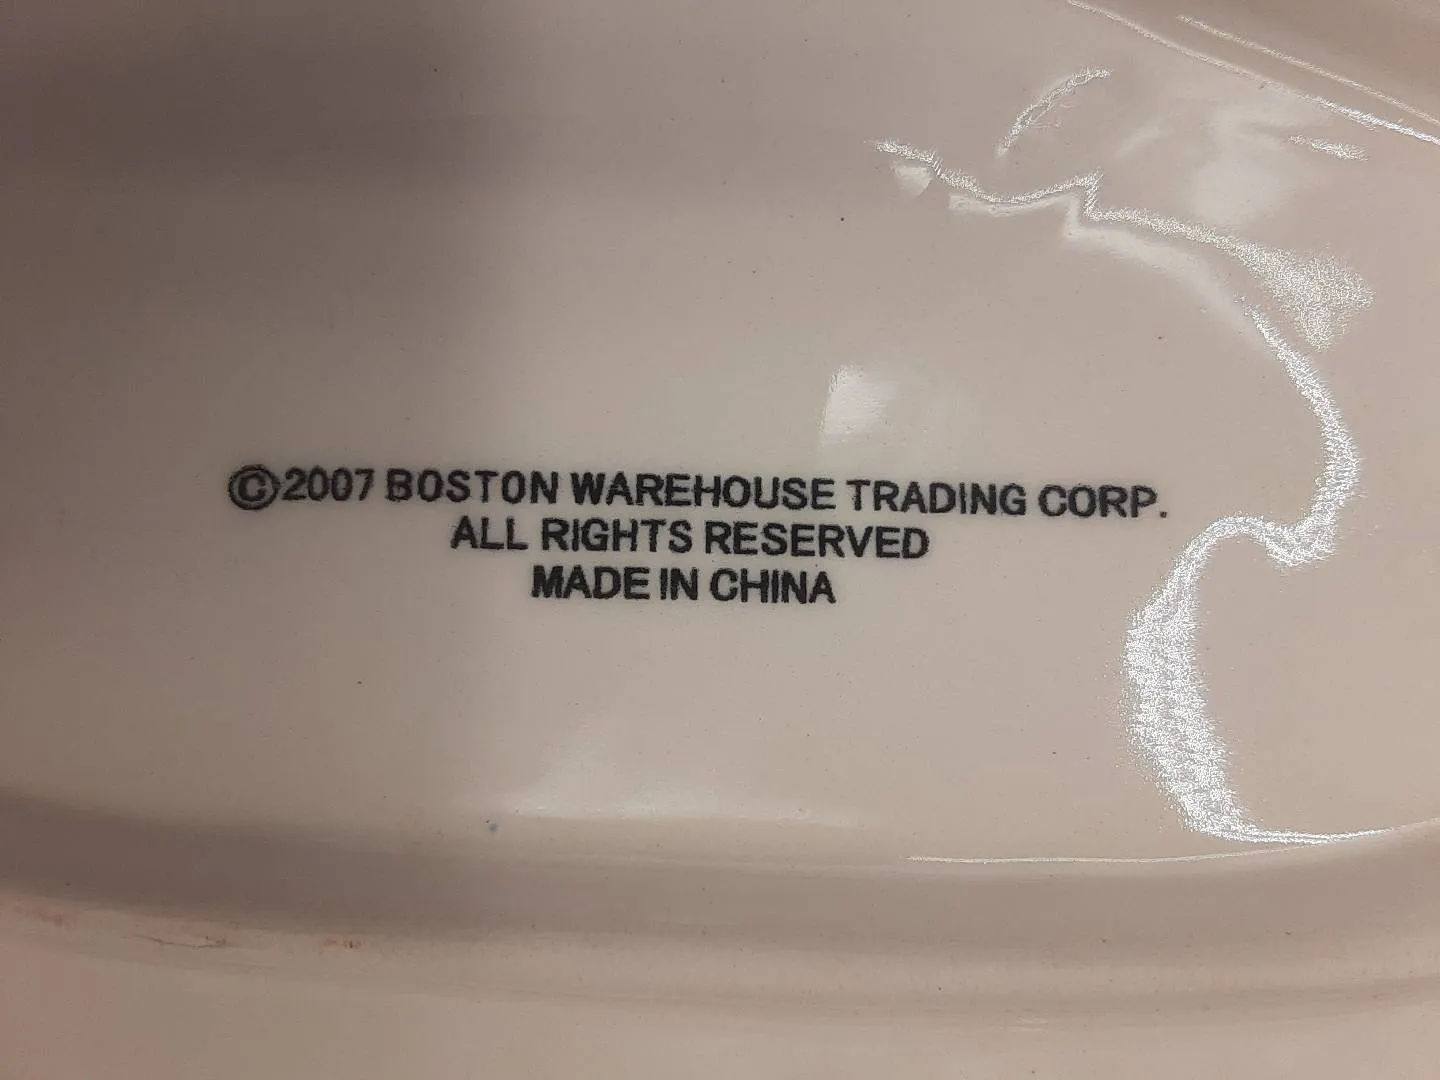 ©2007 BOSTON WAREHOUSE TRADING CORP.
ALL RIGHTS RESERVED
MADE IN CHINA